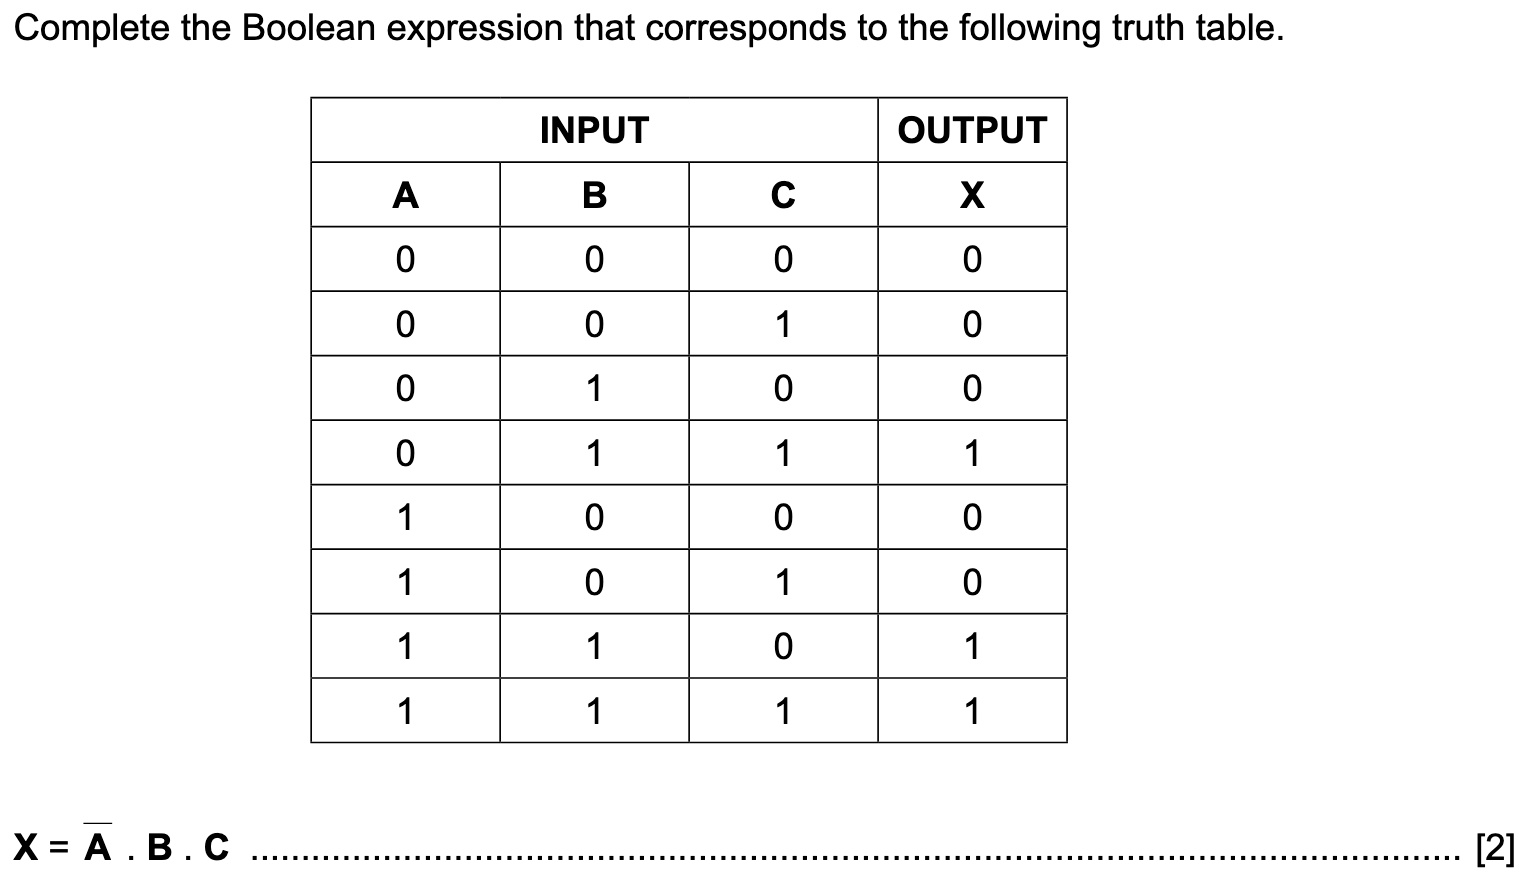 Complete the Boolean expression that corresponds to the following truth table.
INPUT OUTPUT
A B C X
0 0 0 0
0 0 1 0
0 1 0 0
0 1 1 1
1 0 0 0
1 0 1 0
1 1 0 1
1 1 1 1
X = A̅ . B . C .................................................................................................................... [2]